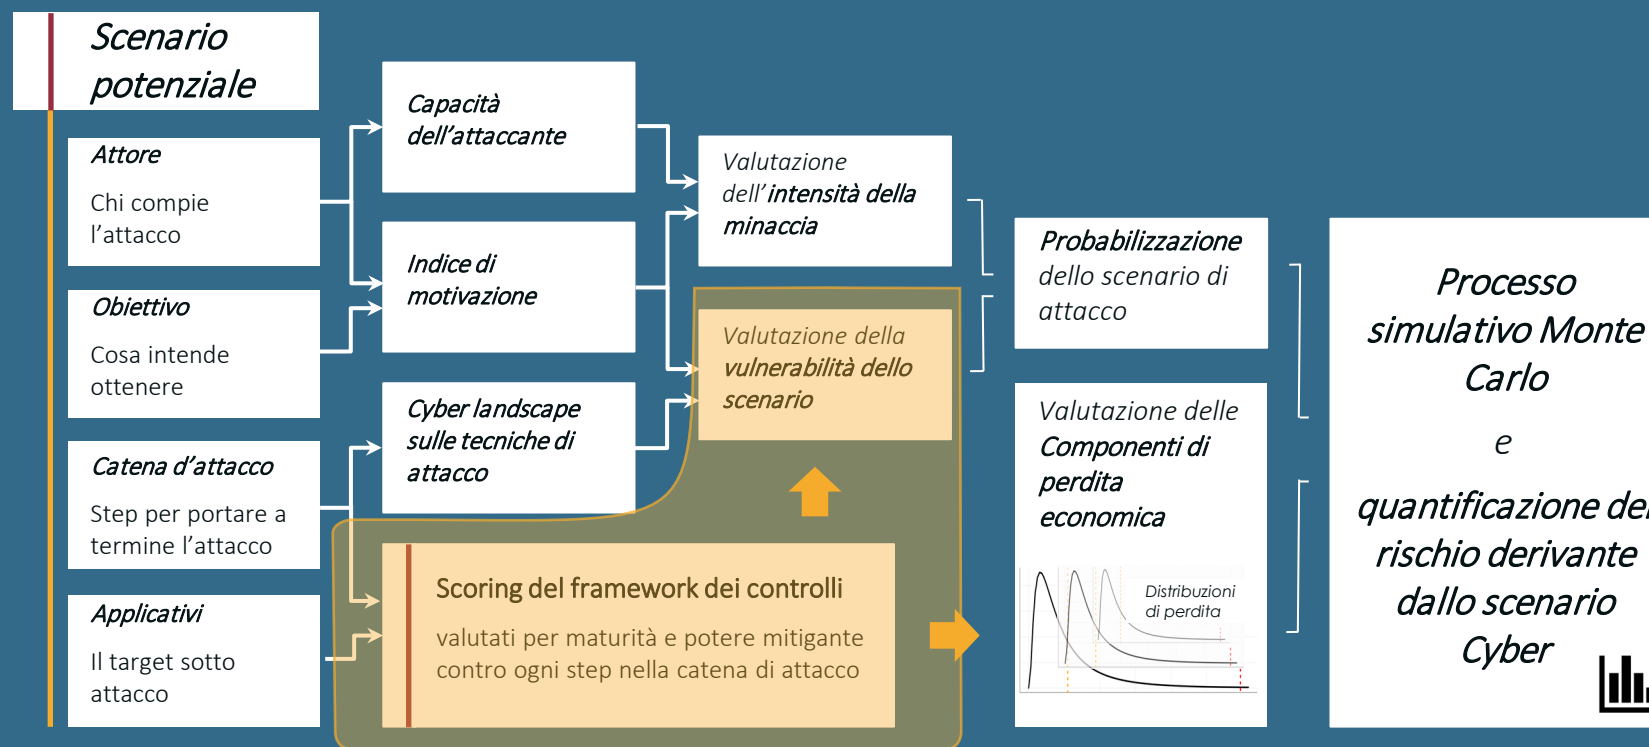 Scenario
potenziale
Attore
Chi compie
l’attacco
Obiettivo
Cosa intende
ottenere
Catena d’attacco
Step per portare a
termine l’attacco
Applicativi
Il target sotto
attacco
Capacità
dell’attaccante
Indice di
motivazione
Cyber landscape
sulle tecniche di
attacco
Scoring del framework dei controlli
valutati per maturità e potere mitigante
contro ogni step nella catena di attacco
Valutazione
dell’intensità della
minaccia
Valutazione della
vulnerabilità dello
scenario
Probabilizzazione
dello scenario di
attacco
Valutazione delle
Componenti di
perdita
economica
Distribuzioni
di perdita
Processo
simulativo Monte
Carlo
e
quantificazione del
rischio derivante
dallo scenario
Cyber